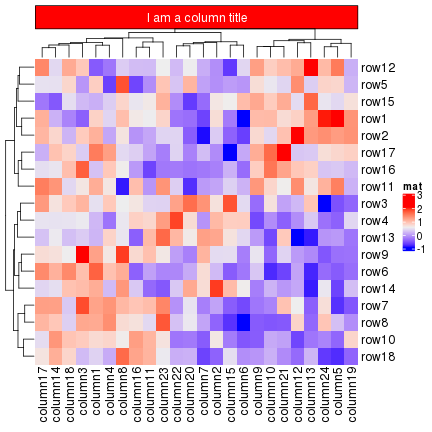 I am a column title
row12
row5
row15
row1
row2
row17
row16
row11
row3
row4
row13
row9
row6
row14
row7
row8
row10
row18
mat
3
2
1
0
-1
column17
column14
column18
column3
column1
column4
column8
column16
column11
column23
column22
column20
column7
column2
column15
column6
column9
column10
column21
column12
column13
column24
column5
column19